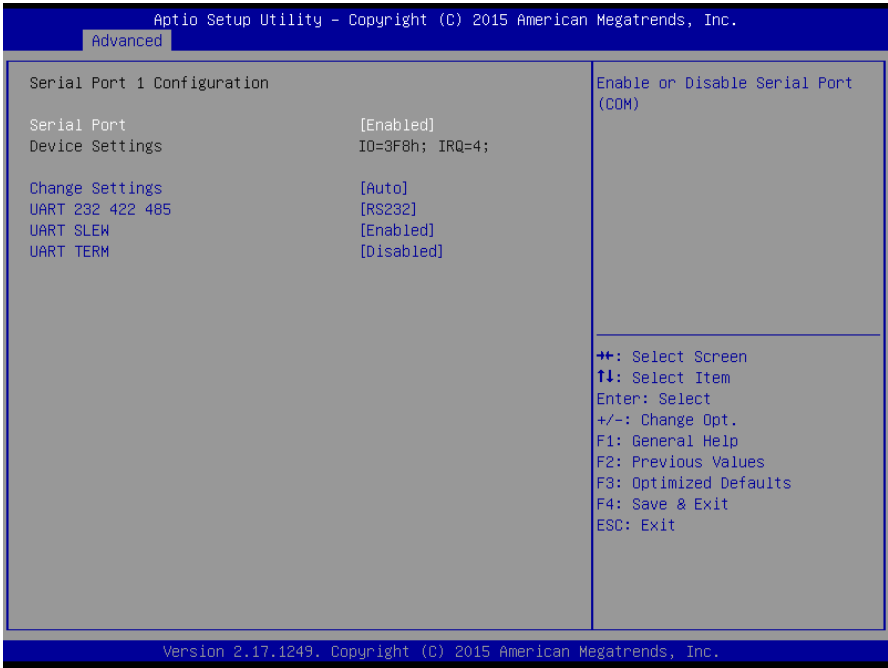 Aptio Setup Utility – Copyright (C) 2015 American Megatrends, Inc.
Advanced
Serial Port 1 Configuration
Serial Port [Enabled]
Device Settings IO=3F8h; IRQ=4;
Change Settings [Auto]
UART 232 422 485 [RS232]
UART SLEW [Enabled]
UART TERM [Disabled]
Enable or Disable Serial Port
(COM)
→←: Select Screen
↑↓: Select Item
Enter: Select
+/-: Change Opt.
F1: General Help
F2: Previous Values
F3: Optimized Defaults
F4: Save & Exit
ESC: Exit
Version 2.17.1249. Copyright (C) 2015 American Megatrends, Inc.